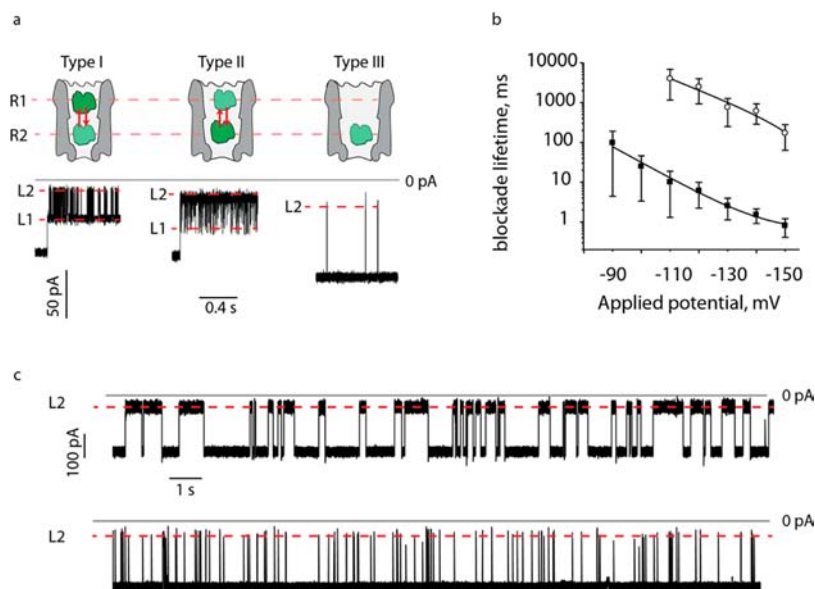 a
Type I Type II Type III
R1
R2
0 pA
L2 L2 L2
L1 L1
50 pA
0.4 s
b
blockade lifetime, ms
10000
1000
100
10
1
-90 -110 -130 -150
Applied potential, mV
c
L2 0 pA
100 pA
1 s
0 pA
L2